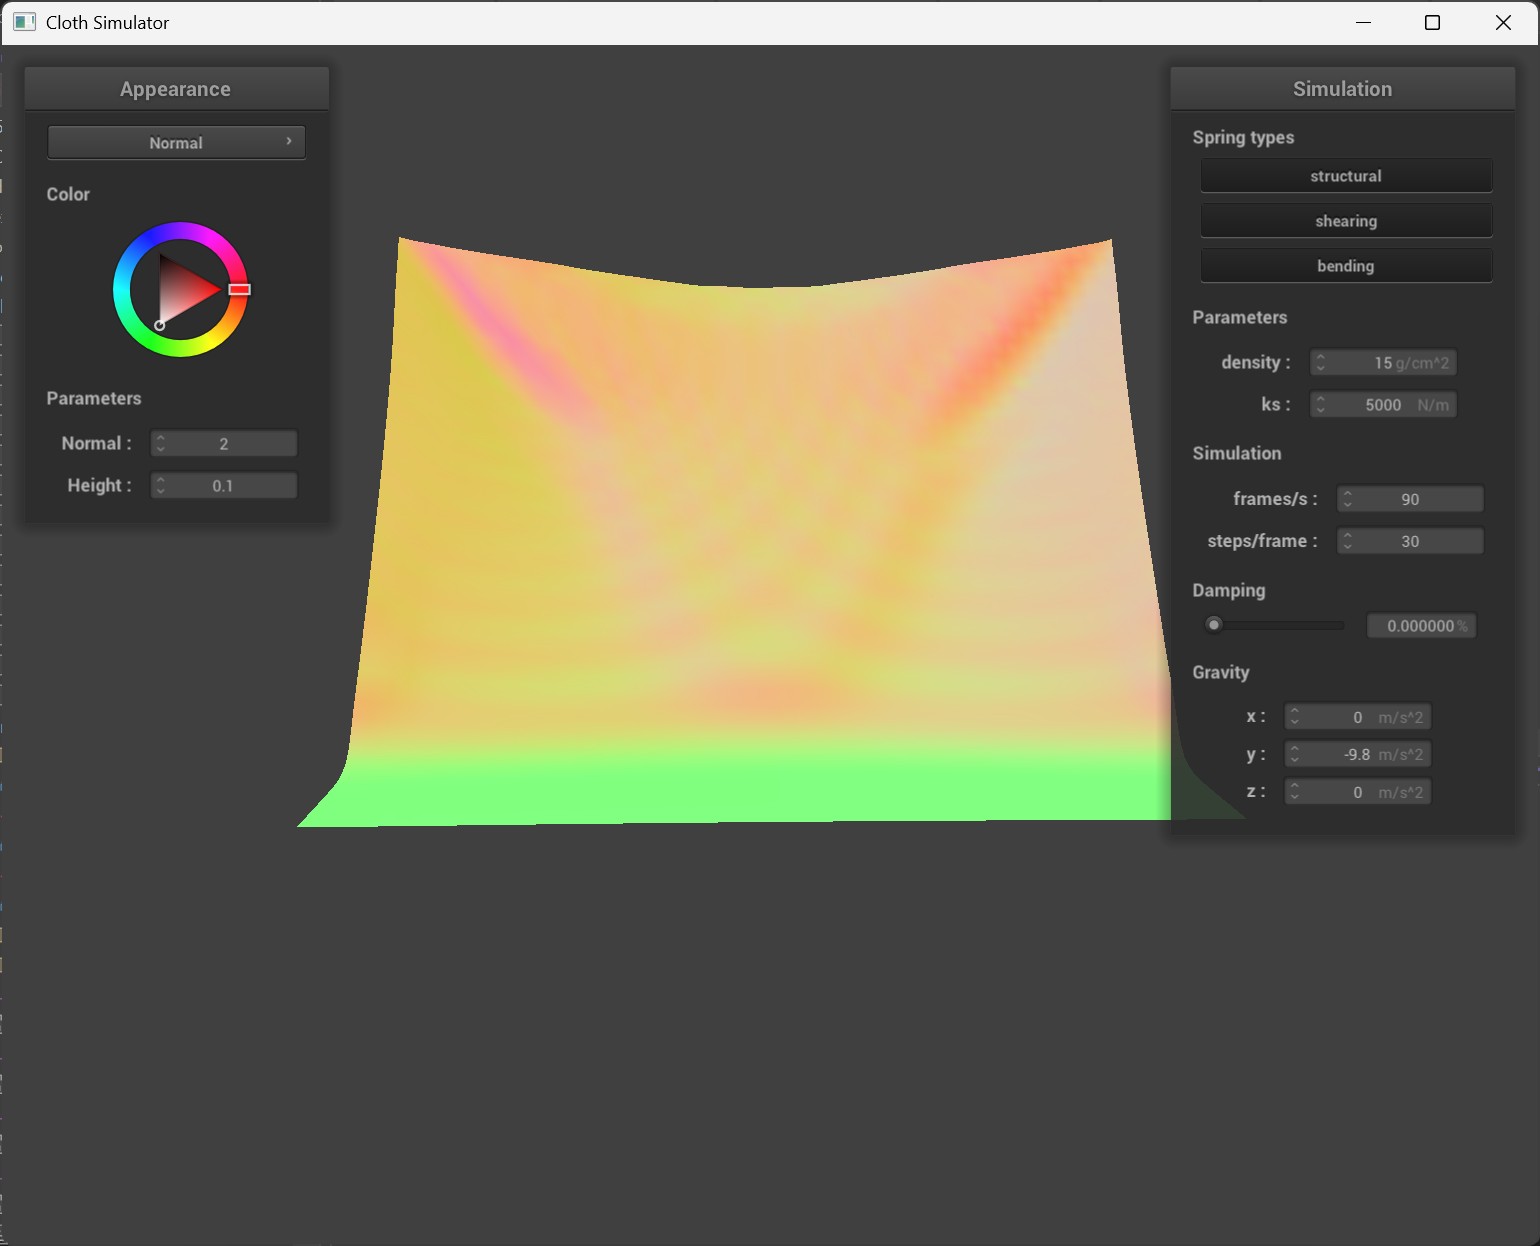 Cloth Simulator
Appearance
Normal
Color
Parameters
Normal : 2
Height : 0.1
Simulation
Spring types
structural
shearing
bending
Parameters
density : 15 g/cm^2
ks : 5000 N/m
Simulation
frames/s : 90
steps/frame : 30
Damping
0.000000 %
Gravity
x : 0 m/s^2
y : -9.8 m/s^2
z : 0 m/s^2